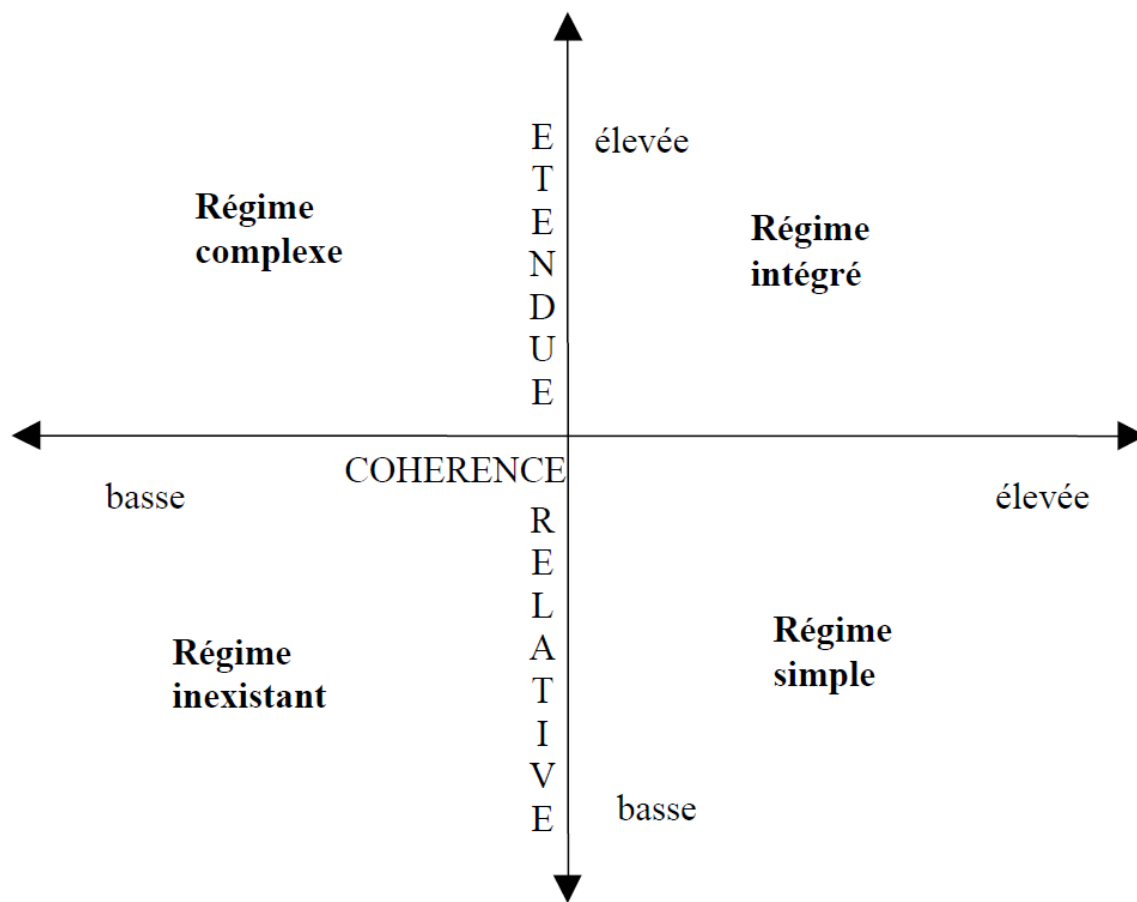 ETENDUE
élevée
Régime
complexe
Régime
intégré
COHERENCE
basse
élevée
RELATIVE
Régime
inexistant
Régime
simple
basse